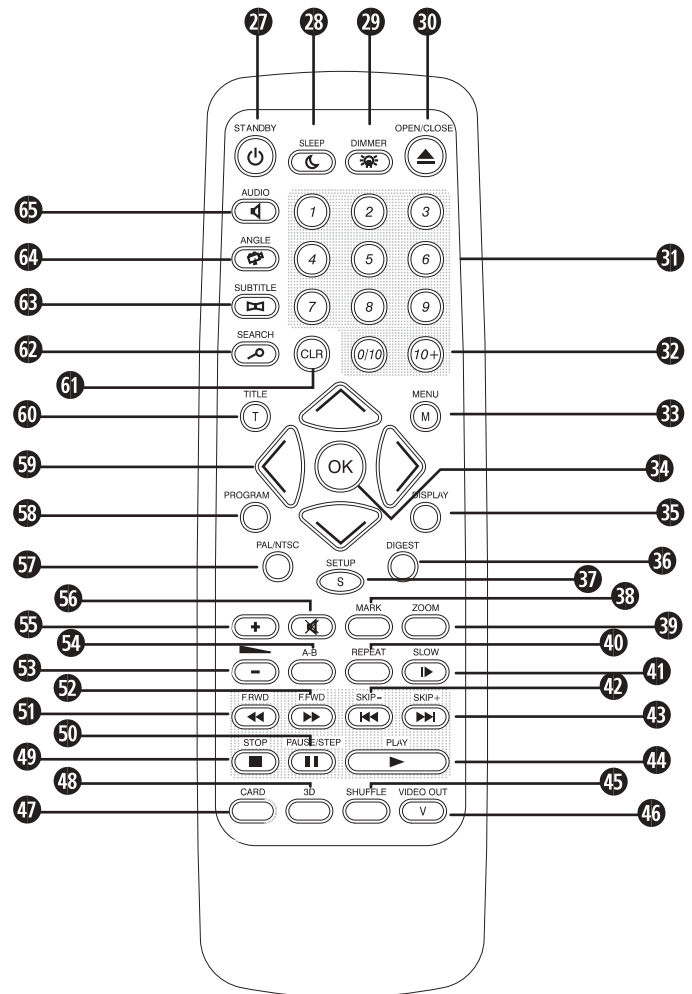 27 28 29 30
STANDBY SLEEP DIMMER OPEN/CLOSE
65 AUDIO 1 2 3
64 ANGLE 4 5 6 31
63 SUBTITLE 7 8 9
62 SEARCH CLR 0/10 10+ 32
61
60 TITLE T MENU M 33
59 OK 34
58 PROGRAM DISPLAY 35
57 PAL/NTSC DIGEST 36
SETUP S 37
56 MARK 38 ZOOM
55 + 39
54 A-B REPEAT 40 SLOW
53 - 41
52 F.RWD F.FWD SKIP- SKIP+ 42
51 43
50 STOP PAUSE/STEP PLAY
49 44
48 CARD 3D SHUFFLE VIDEO OUT 45
47 V 46